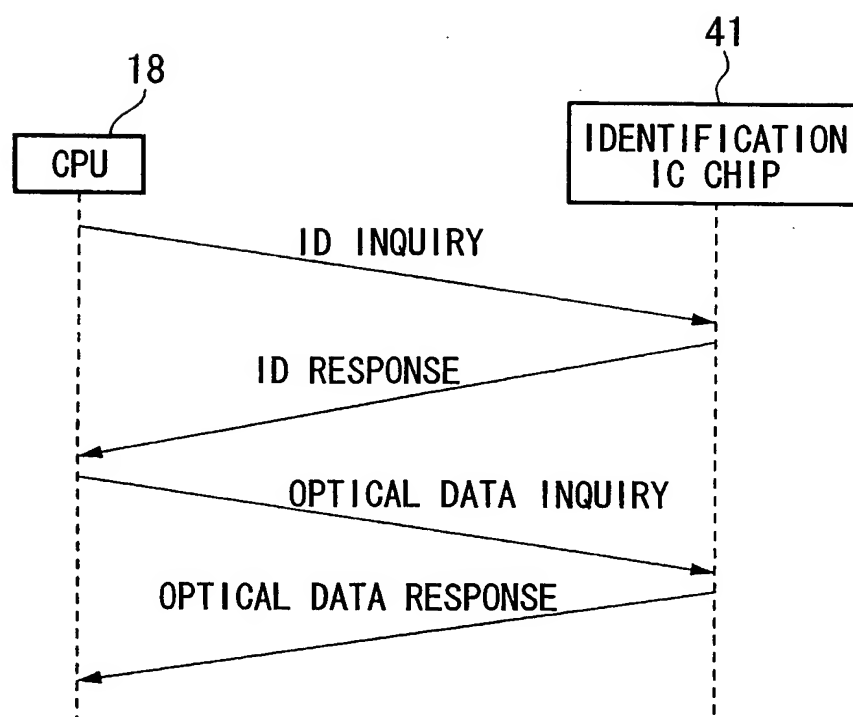 41
18
IDENTIFICATION
IC CHIP
CPU
ID INQUIRY
ID RESPONSE
OPTICAL DATA INQUIRY
OPTICAL DATA RESPONSE